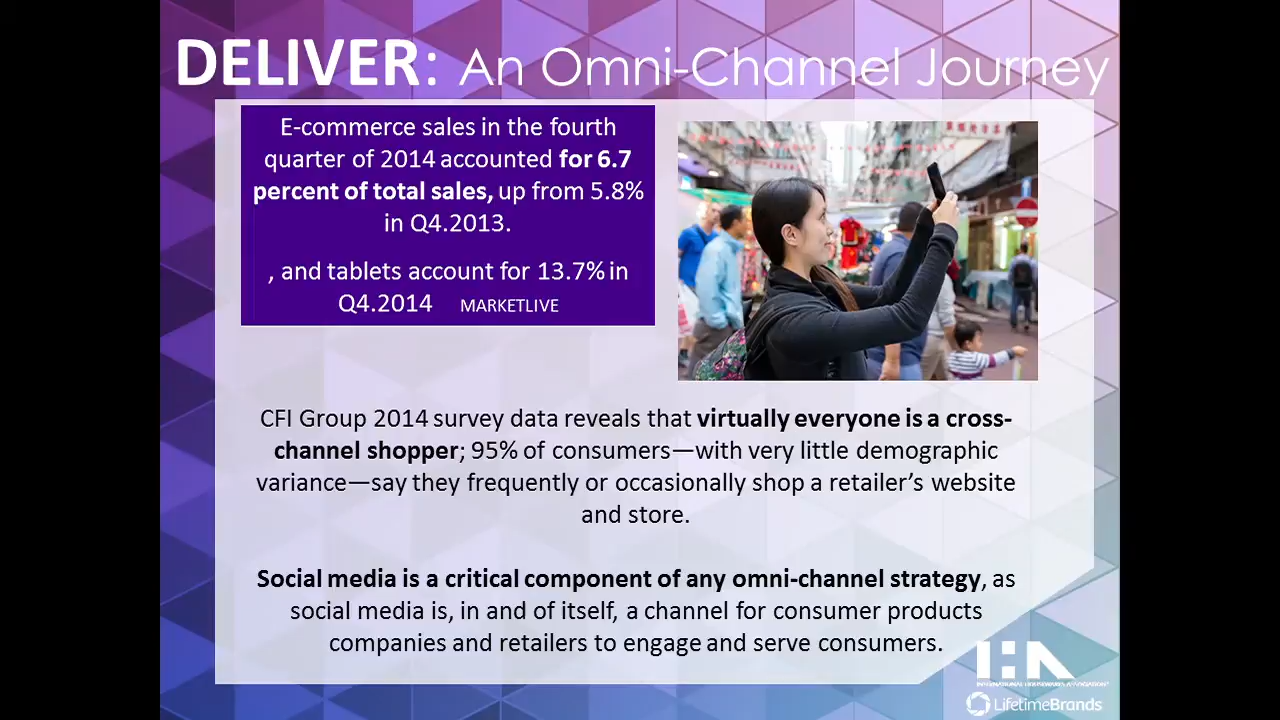 DELIVER: An Omni-Channel Journey
E-commerce sales in the fourth
quarter of 2014 accounted for 6.7
percent of total sales, up from 5.8%
in Q4.2013.
, and tablets account for 13.7% in
Q4.2014 MARKETLIVE
CFI Group 2014 survey data reveals that virtually everyone is a cross-
channel shopper; 95% of consumers—with very little demographic
variance—say they frequently or occasionally shop a retailer’s website
and store.
Social media is a critical component of any omni-channel strategy, as
social media is, in and of itself, a channel for consumer products
companies and retailers to engage and serve consumers.
IHA
INTERNATIONAL HOUSEWARES ASSOCIATION
LifetimeBrands